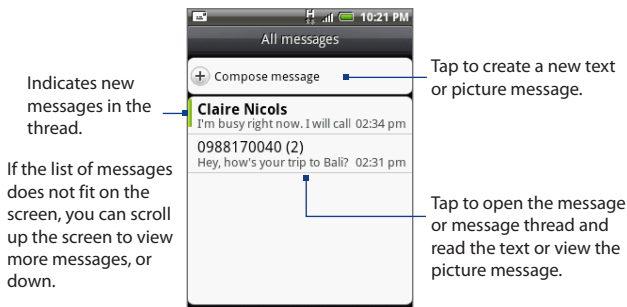 10:21 PM
All messages
Compose message
Claire Nicols
I'm busy right now. I will call 02:34 pm
0988170040 (2)
Hey, how's your trip to Bali? 02:31 pm
Indicates new
messages in the
thread.
If the list of messages
does not fit on the
screen, you can scroll
up the screen to view
more messages, or
down.
Tap to create a new text
or picture message.
Tap to open the message
or message thread and
read the text or view the
picture message.